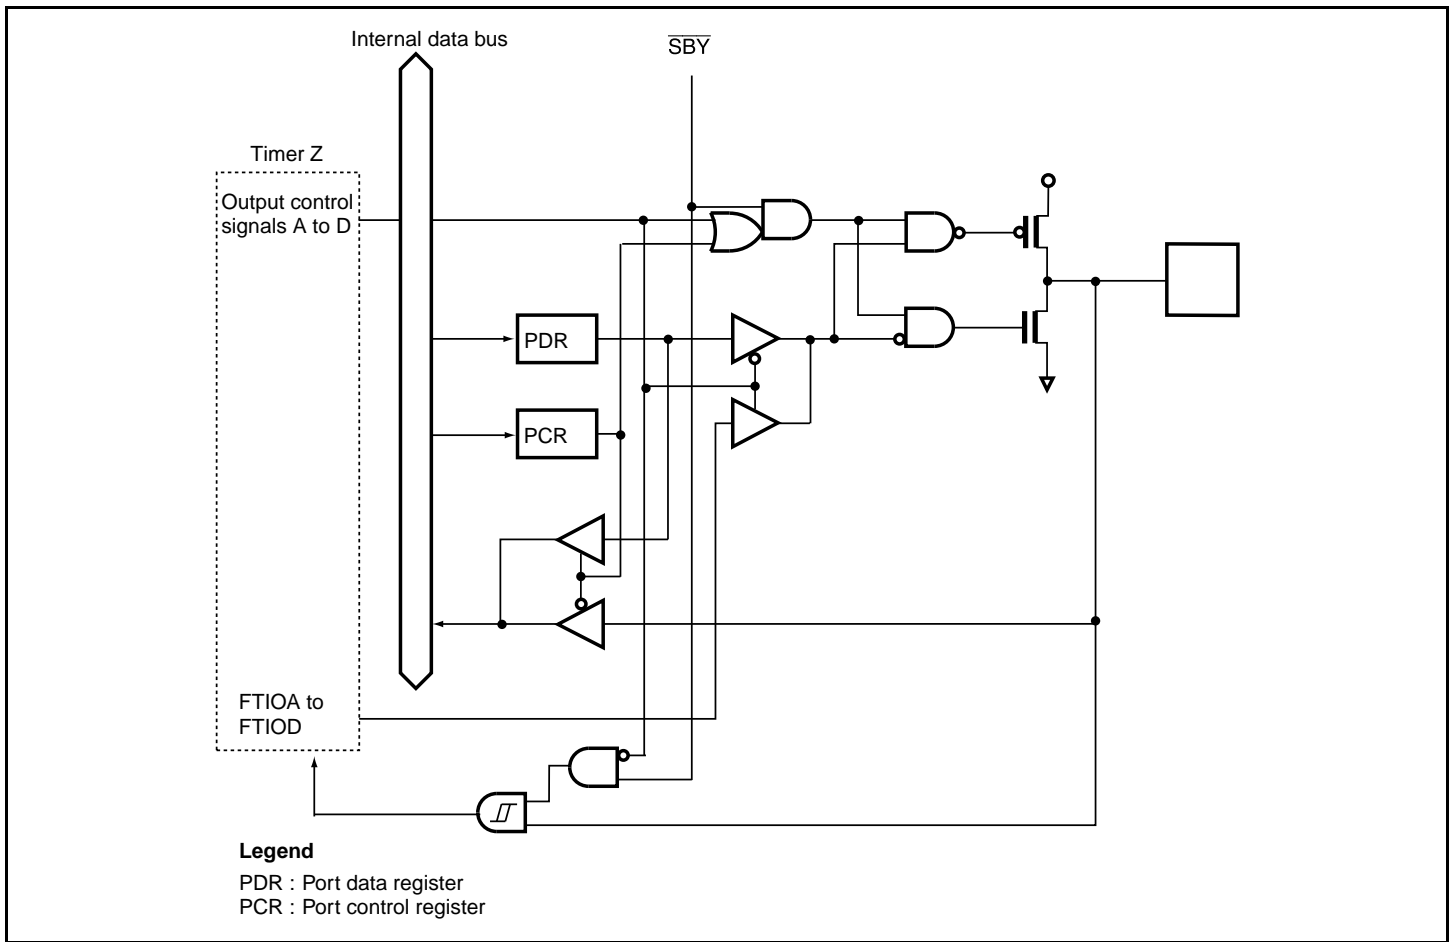 Internal data bus
SBY
Timer Z
Output control
signals A to D
PDR
PCR
FTIOA to
FTIOD
Legend
PDR : Port data register
PCR : Port control register